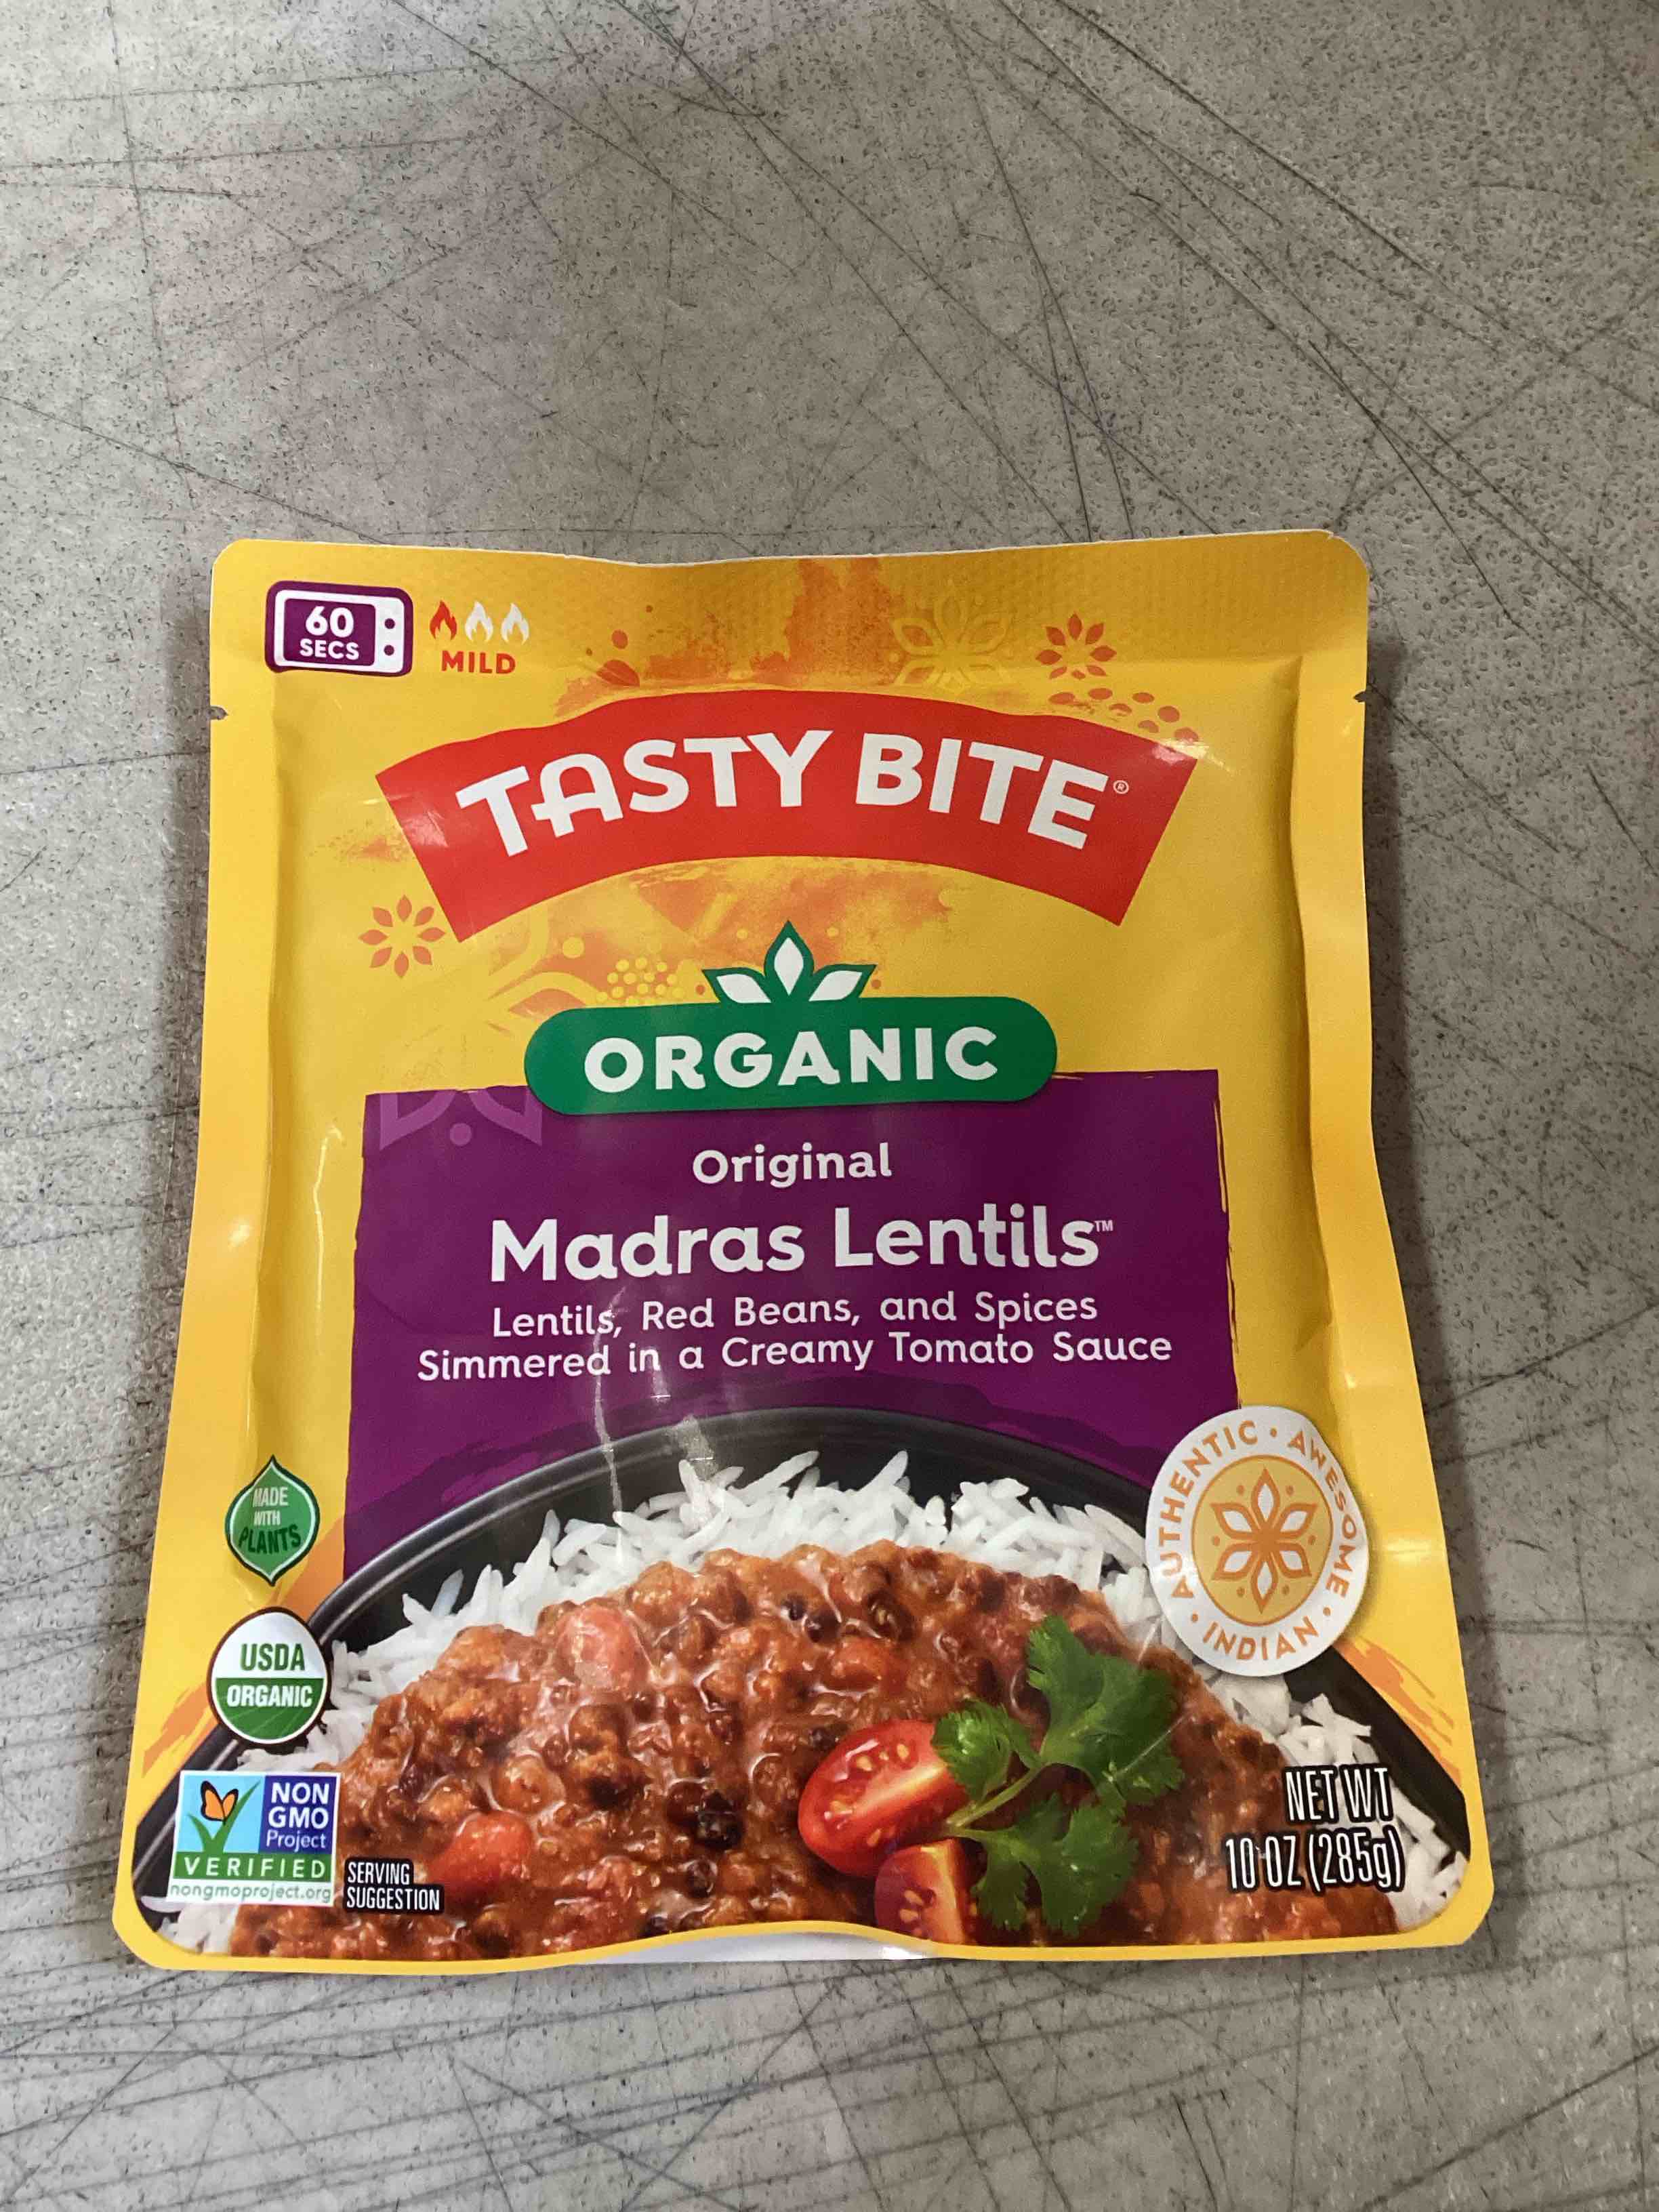 60
SECS
MILD
TASTY BITE®
ORGANIC
Original
Madras Lentils™
Lentils, Red Beans, and Spices
Simmered in a Creamy Tomato Sauce
AUTHENTIC • AWESOME • INDIAN •
MADE
WITH
PLANTS
USDA
ORGANIC
NON
GMO
Project
VERIFIED
nongmoproject.org
SERVING
SUGGESTION
NET WT
10 OZ (285g)